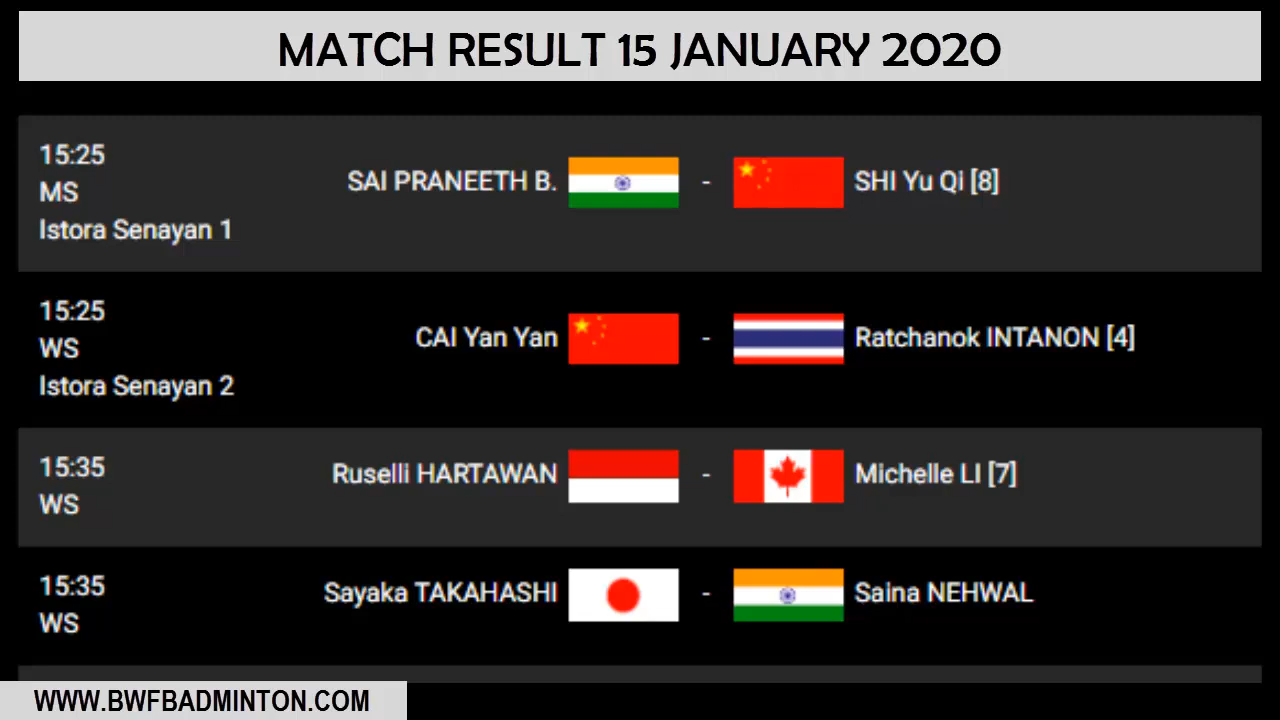 MATCH RESULT 15 JANUARY 2020
15:25
MS
Istora Senayan 1
SAI PRANEETH B. - SHI Yu Qi [8]
15:25
WS
Istora Senayan 2
CAI Yan Yan - Ratchanok INTANON [4]
15:35
WS
Ruselli HARTAWAN - Michelle LI [7]
15:35
WS
Sayaka TAKAHASHI - Saina NEHWAL
WWW.BWFBADMINTON.COM